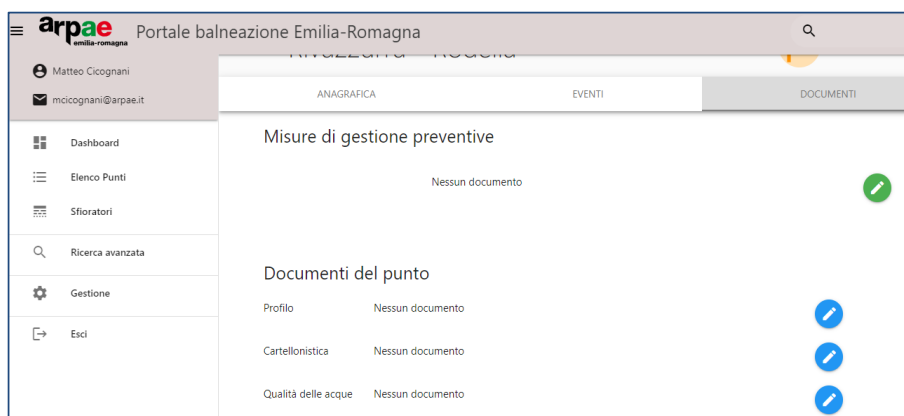 arpae
emilia-romagna
Portale balneazione Emilia-Romagna
Matteo Cicognani
mcicognani@arpae.it
Dashboard
Elenco Punti
Sfioratori
Ricerca avanzata
Gestione
Esci
ANAGRAFICA EVENTI DOCUMENTI
Misure di gestione preventive
Nessun documento
Documenti del punto
Profilo Nessun documento
Cartellonistica Nessun documento
Qualità delle acque Nessun documento